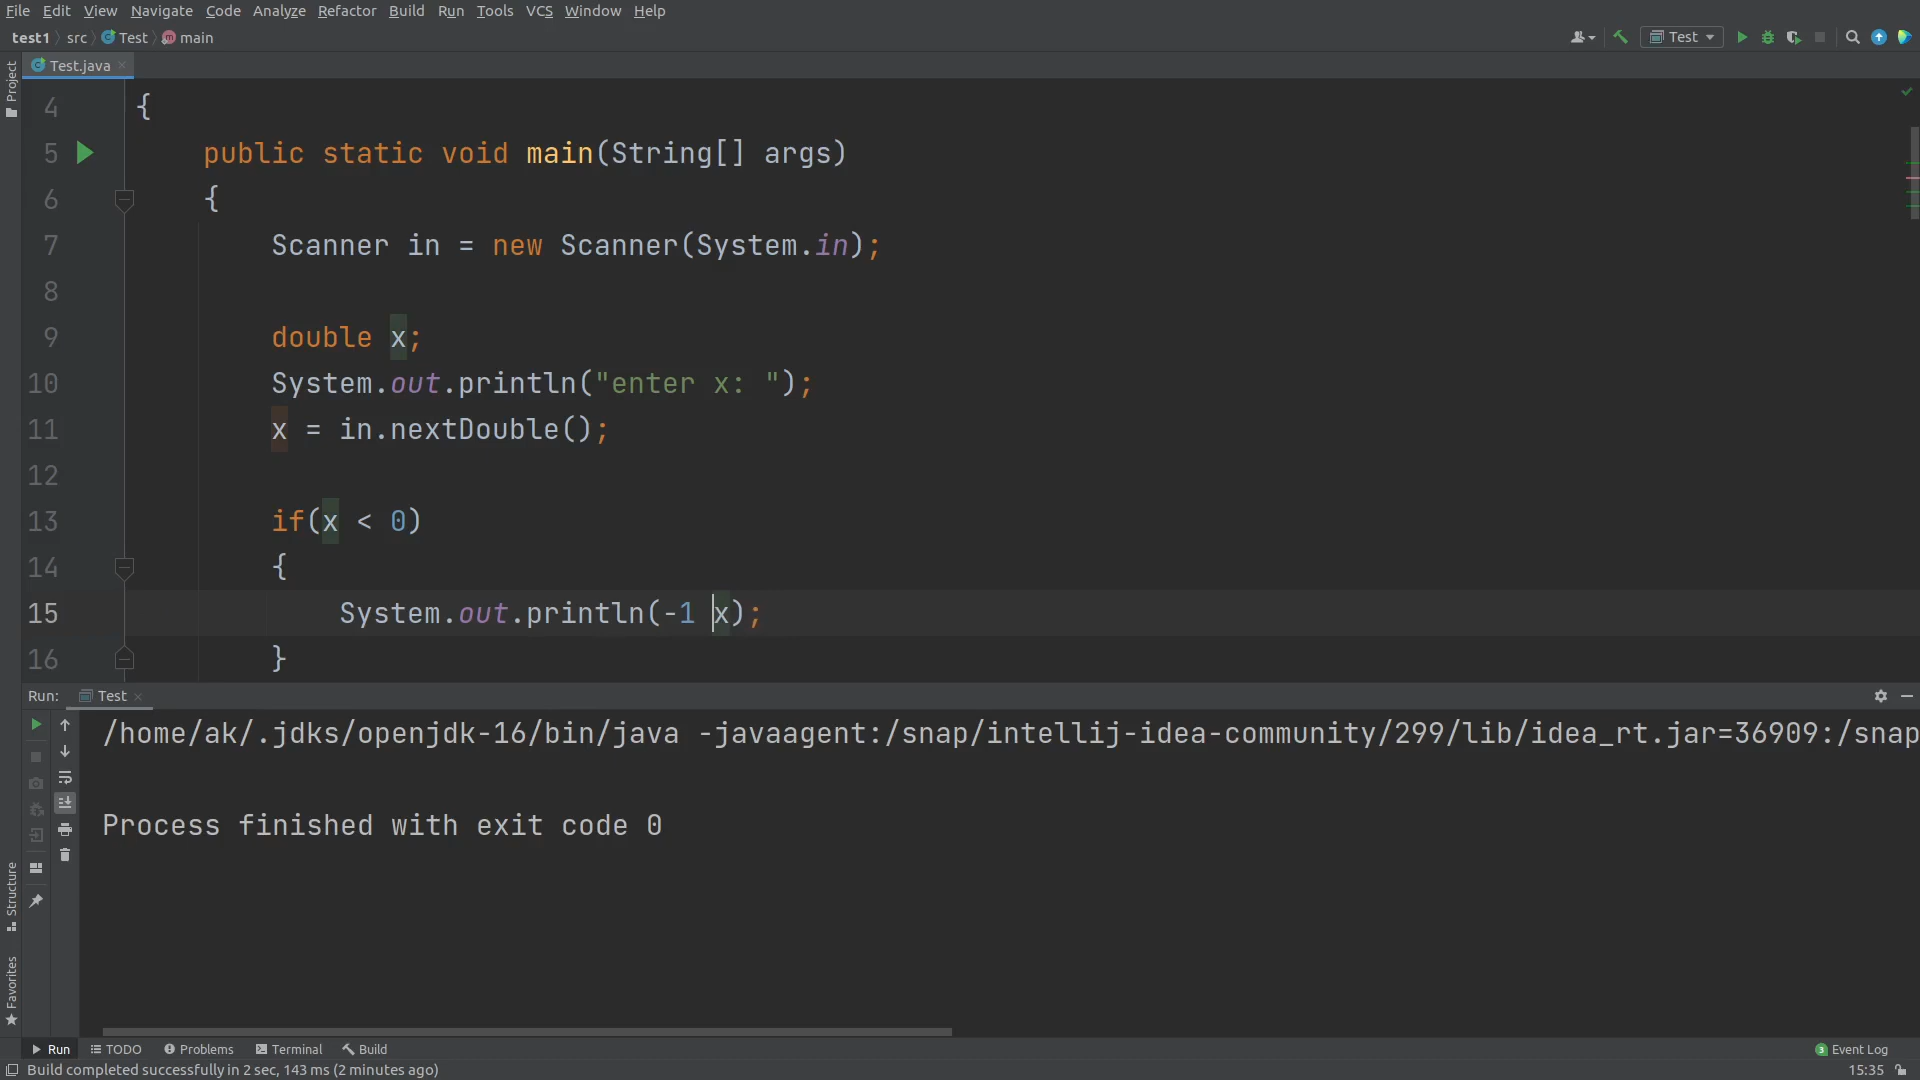 File Edit View Navigate Code Analyze Refactor Build Run Tools VCS Window Help
test1 src Test main
Test
Project
Test.java
4 {
5 public static void main(String[] args)
6 {
7 Scanner in = new Scanner(System.in);
8
9 double x;
10 System.out.println("enter x: ");
11 x = in.nextDouble();
12
13 if(x < 0)
14 {
15 System.out.println(-1 x);
16 }
Run: Test
/home/ak/.jdks/openjdk-16/bin/java -javaagent:/snap/intellij-idea-community/299/lib/idea_rt.jar=36909:/snap
Process finished with exit code 0
Structure
Favorites
Run TODO Problems Terminal Build 3 Event Log
Build completed successfully in 2 sec, 143 ms (2 minutes ago) 15:35